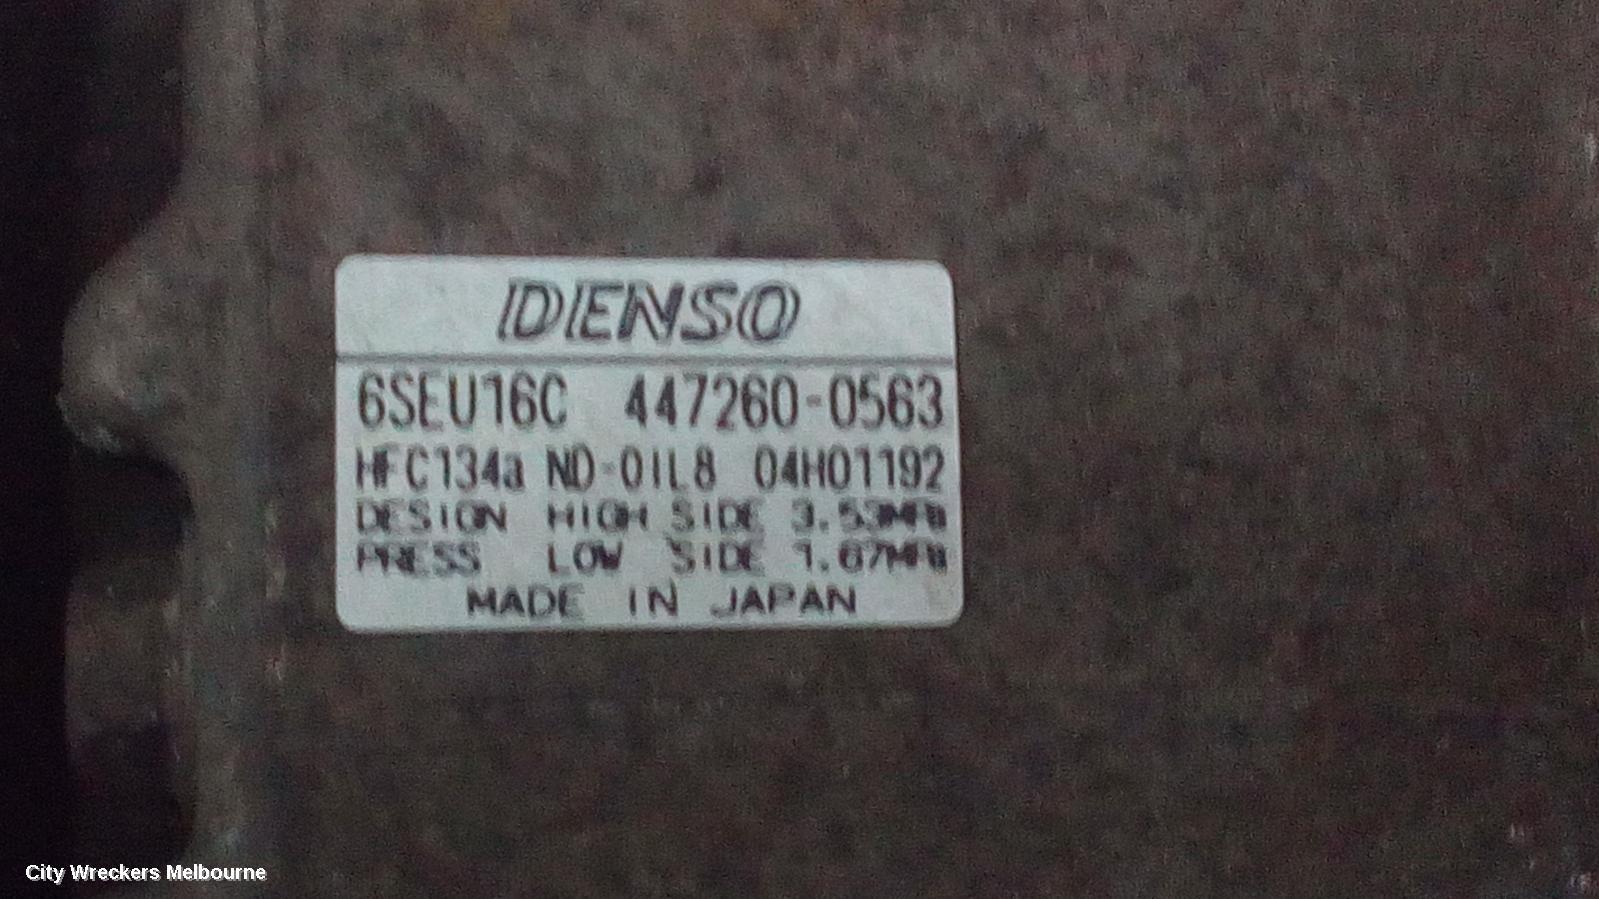 DENSO
6SEU16C 447260-0563
HFC134a ND-OIL8 04H01192
DESIGN HIGH SIDE 3.53MPa
PRESS LOW SIDE 1.67MPa
MADE IN JAPAN
City Wreckers Melbourne